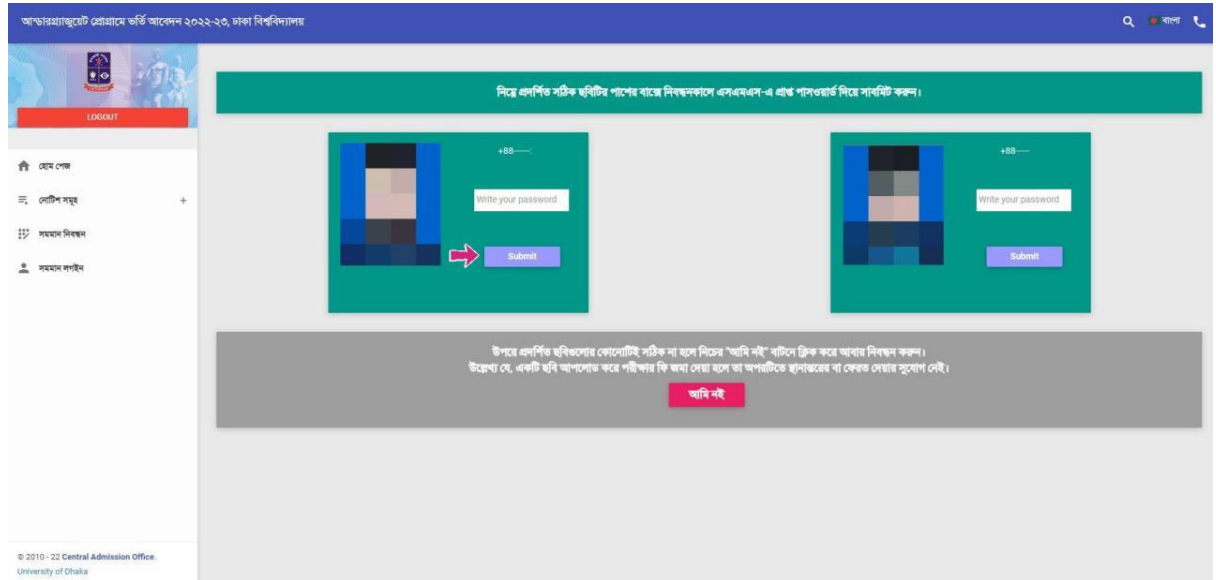 আন্ডারগ্র্যাজুয়েট প্রোগ্রামে ভর্তি আবেদন ২০২২-২৩, ঢাকা বিশ্ববিদ্যালয়
বাংলা
LOGOUT
হোম পেজ
নোটিশ সমূহ +
সমমান নিবন্ধন
সমমান লগইন
নিম্নে প্রদর্শিত সঠিক ছবিটির পাশের বাক্সে নিবন্ধনকালে এসএমএস-এ প্রাপ্ত পাসওয়ার্ড দিয়ে সাবমিট করুন।
+88
Write your password
Submit
+88
Write your password
Submit
উপরে প্রদর্শিত ছবিগুলোর কোনোটিই সঠিক না হলে নিচের "আমি নই" বাটনে ক্লিক করে আবার নিবন্ধন করুন।
উল্লেখ্য যে, একটি ছবি আপলোড করে পরীক্ষার ফি জমা দেয়া হলে তা অপরটিতে স্থানান্তরের বা ফেরত দেয়ার সুযোগ নেই।
আমি নই
© 2010 - 22 Central Admission Office.
University of Dhaka